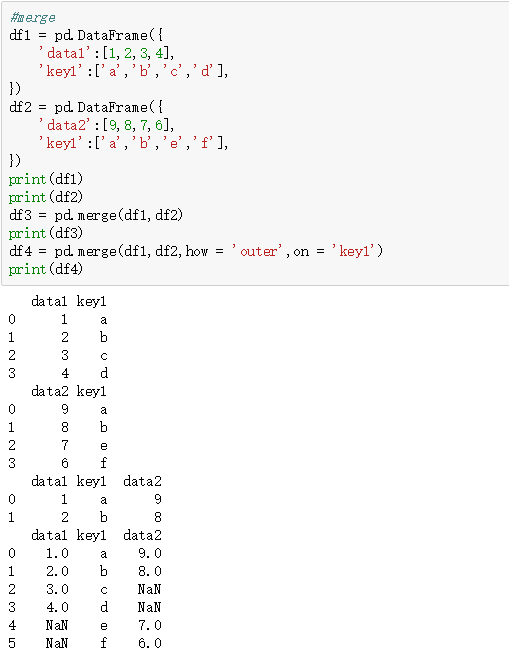 #merge
df1 = pd.DataFrame({
    'data1':[1,2,3,4],
    'key1':['a','b','c','d'],
})
df2 = pd.DataFrame({
    'data2':[9,8,7,6],
    'key1':['a','b','e','f'],
})
print(df1)
print(df2)
df3 = pd.merge(df1,df2)
print(df3)
df4 = pd.merge(df1,df2,how = 'outer',on = 'key1')
print(df4)
   data1 key1
0      1    a
1      2    b
2      3    c
3      4    d
   data2 key1
0      9    a
1      8    b
2      7    e
3      6    f
   data1 key1  data2
0      1    a      9
1      2    b      8
   data1 key1  data2
0    1.0    a    9.0
1    2.0    b    8.0
2    3.0    c    NaN
3    4.0    d    NaN
4    NaN    e    7.0
5    NaN    f    6.0